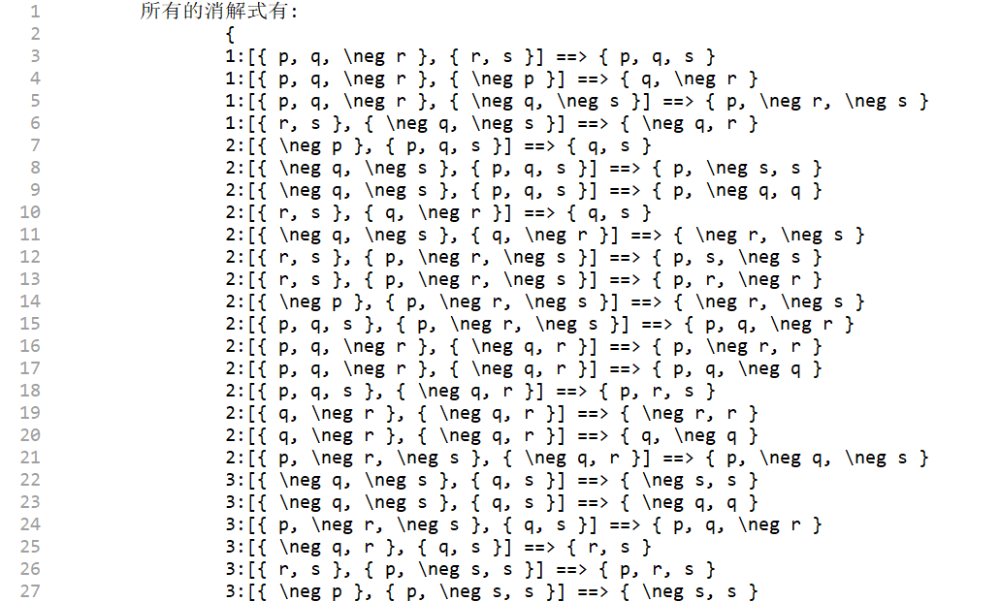 1 所有的消解式有:
2 {
3 1:[{ p, q, \neg r }, { r, s }] ==> { p, q, s }
4 1:[{ p, q, \neg r }, { \neg p }] ==> { q, \neg r }
5 1:[{ p, q, \neg r }, { \neg q, \neg s }] ==> { p, \neg r, \neg s }
6 1:[{ r, s }, { \neg q, \neg s }] ==> { \neg q, r }
7 2:[{ \neg p }, { p, q, s }] ==> { q, s }
8 2:[{ \neg q, \neg s }, { p, q, s }] ==> { p, \neg s, s }
9 2:[{ \neg q, \neg s }, { p, q, s }] ==> { p, \neg q, q }
10 2:[{ r, s }, { q, \neg r }] ==> { q, s }
11 2:[{ \neg q, \neg s }, { q, \neg r }] ==> { \neg r, \neg s }
12 2:[{ r, s }, { p, \neg r, \neg s }] ==> { p, s, \neg s }
13 2:[{ r, s }, { p, \neg r, \neg s }] ==> { p, r, \neg r }
14 2:[{ \neg p }, { p, \neg r, \neg s }] ==> { \neg r, \neg s }
15 2:[{ p, q, s }, { p, \neg r, \neg s }] ==> { p, q, \neg r }
16 2:[{ p, q, \neg r }, { \neg q, r }] ==> { p, \neg r, r }
17 2:[{ p, q, \neg r }, { \neg q, r }] ==> { p, q, \neg q }
18 2:[{ p, q, s }, { \neg q, r }] ==> { p, r, s }
19 2:[{ q, \neg r }, { \neg q, r }] ==> { \neg r, r }
20 2:[{ q, \neg r }, { \neg q, r }] ==> { q, \neg q }
21 2:[{ p, \neg r, \neg s }, { \neg q, r }] ==> { p, \neg q, \neg s }
22 3:[{ \neg q, \neg s }, { q, s }] ==> { \neg s, s }
23 3:[{ \neg q, \neg s }, { q, s }] ==> { \neg q, q }
24 3:[{ p, \neg r, \neg s }, { q, s }] ==> { p, q, \neg r }
25 3:[{ \neg q, r }, { q, s }] ==> { r, s }
26 3:[{ r, s }, { p, \neg s, s }] ==> { p, r, s }
27 3:[{ \neg p }, { p, \neg s, s }] ==> { \neg s, s }